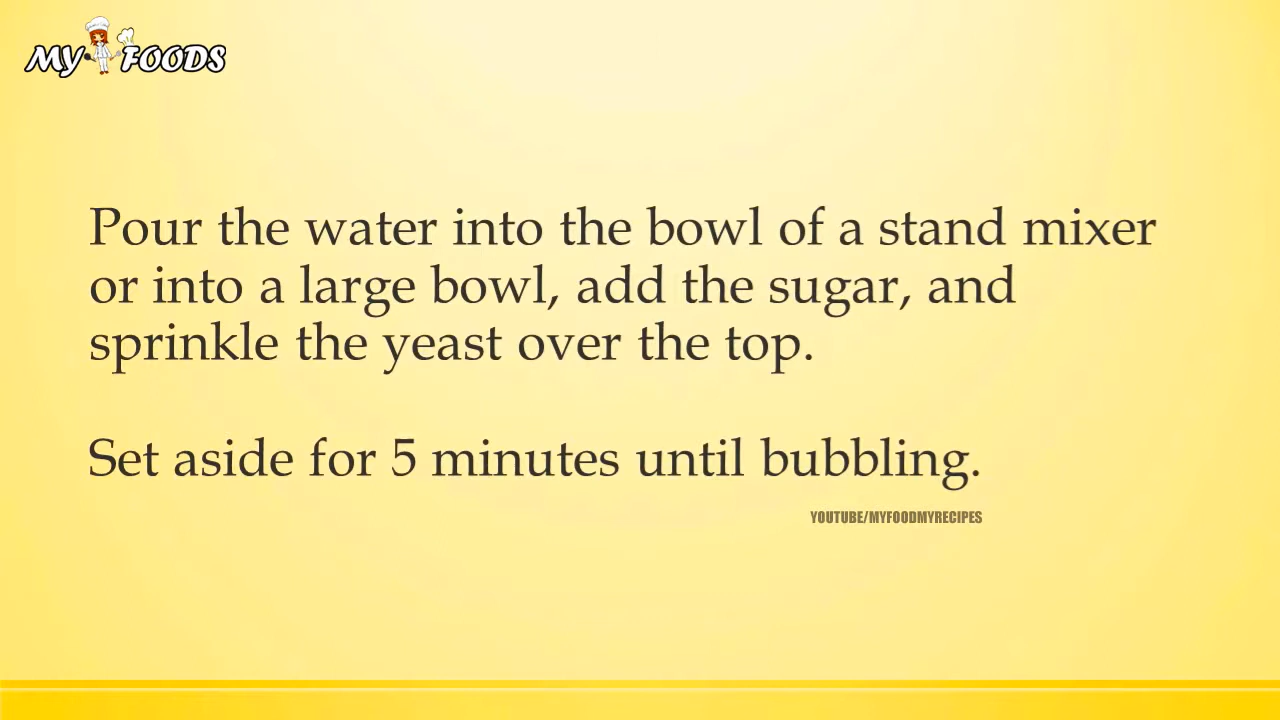 MY FOODS
Pour the water into the bowl of a stand mixer
or into a large bowl, add the sugar, and
sprinkle the yeast over the top.
Set aside for 5 minutes until bubbling.
YOUTUBE/MYFOODMYRECIPES